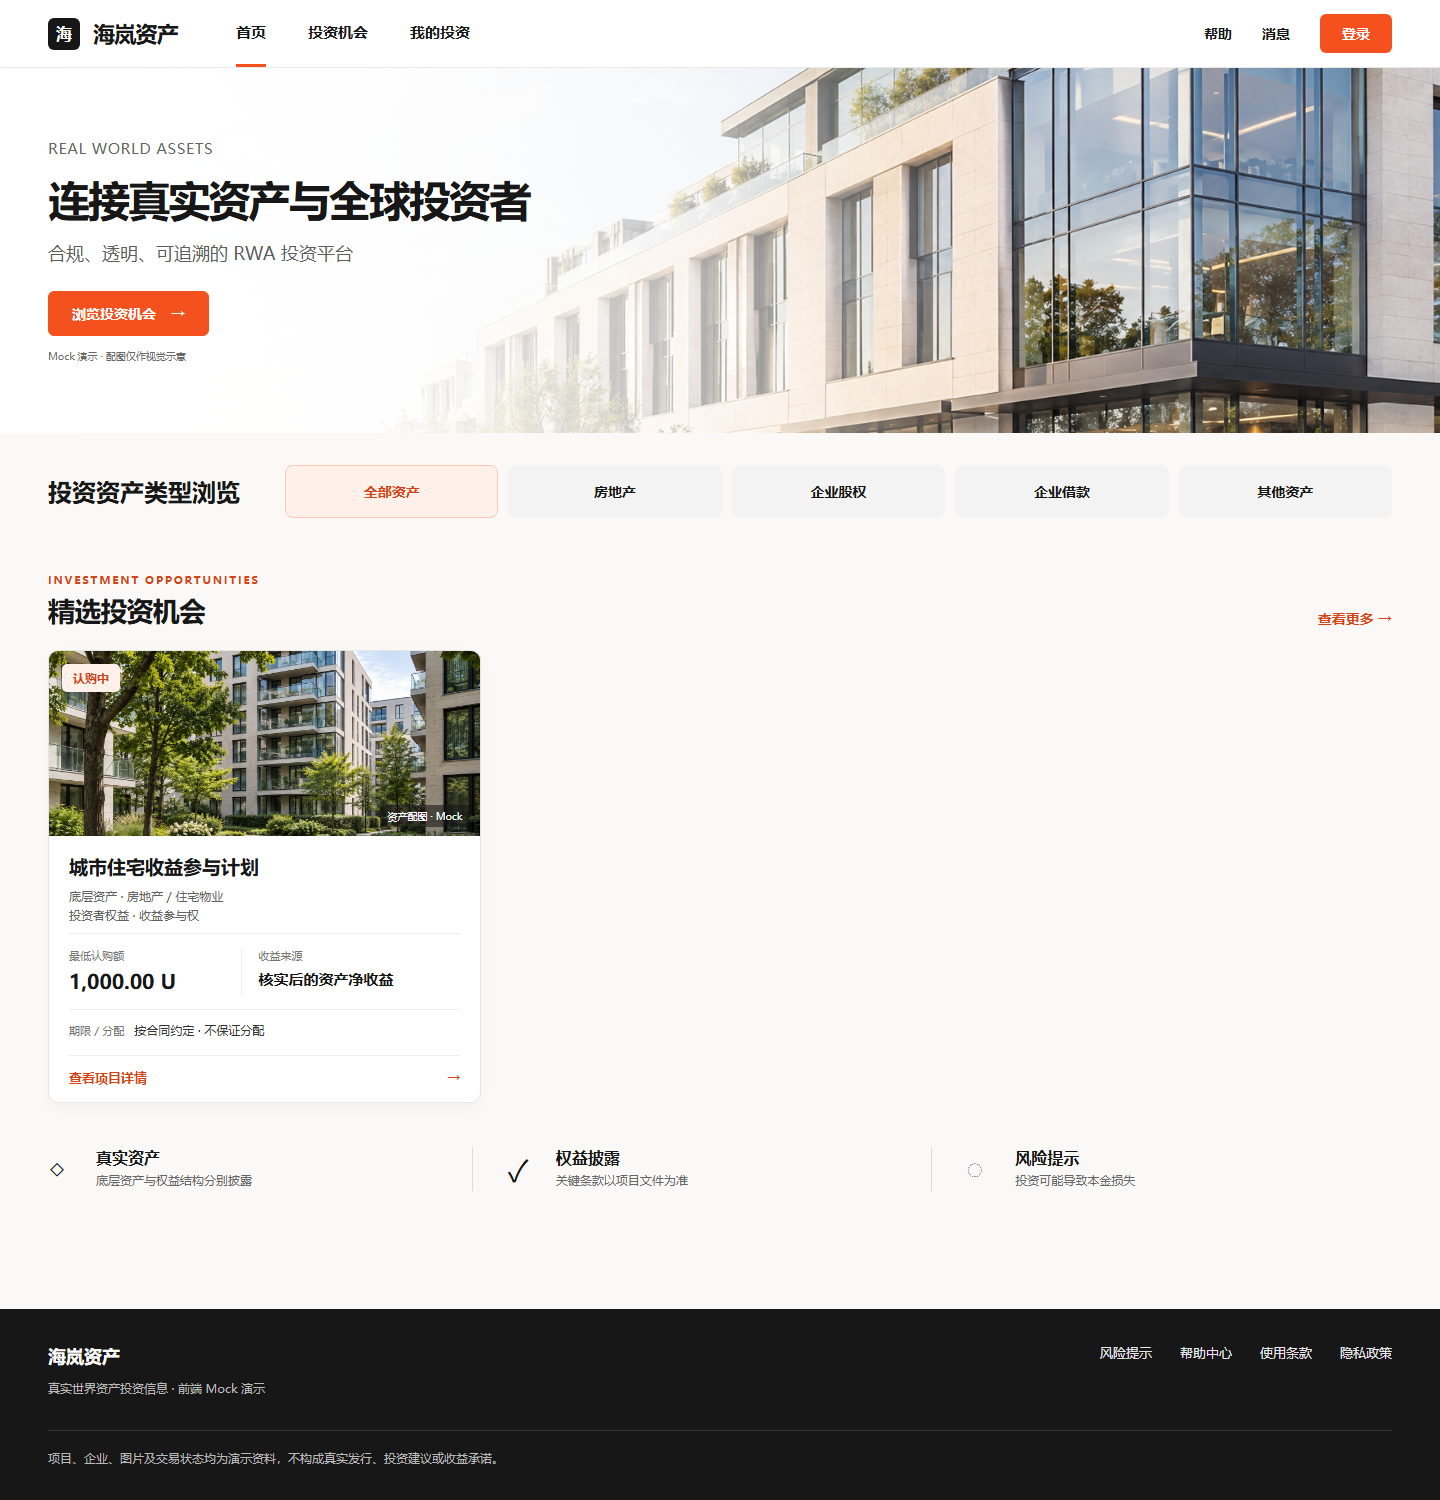 海 海岚资产 首页 投资机会 我的投资 帮助 消息 登录
REAL WORLD ASSETS
连接真实资产与全球投资者
合规、透明、可追溯的 RWA 投资平台
浏览投资机会 →
Mock 演示 · 配图仅作视觉示意
投资资产类型浏览 全部资产 房地产 企业股权 企业借款 其他资产
INVESTMENT OPPORTUNITIES
精选投资机会
查看更多 →
认购中
资产配图 · Mock
城市住宅收益参与计划
底层资产 · 房地产 / 住宅物业
投资者权益 · 收益参与权
最低认购额 收益来源
1,000.00 U 核实后的资产净收益
期限 / 分配 按合同约定 · 不保证分配
查看项目详情 →
真实资产 权益披露 风险提示
底层资产与权益结构分别披露 关键条款以项目文件为准 投资可能导致本金损失
海岚资产 风险提示 帮助中心 使用条款 隐私政策
真实世界资产投资信息 · 前端 Mock 演示
项目、企业、图片及交易状态均为演示资料，不构成真实发行、投资建议或收益承诺。